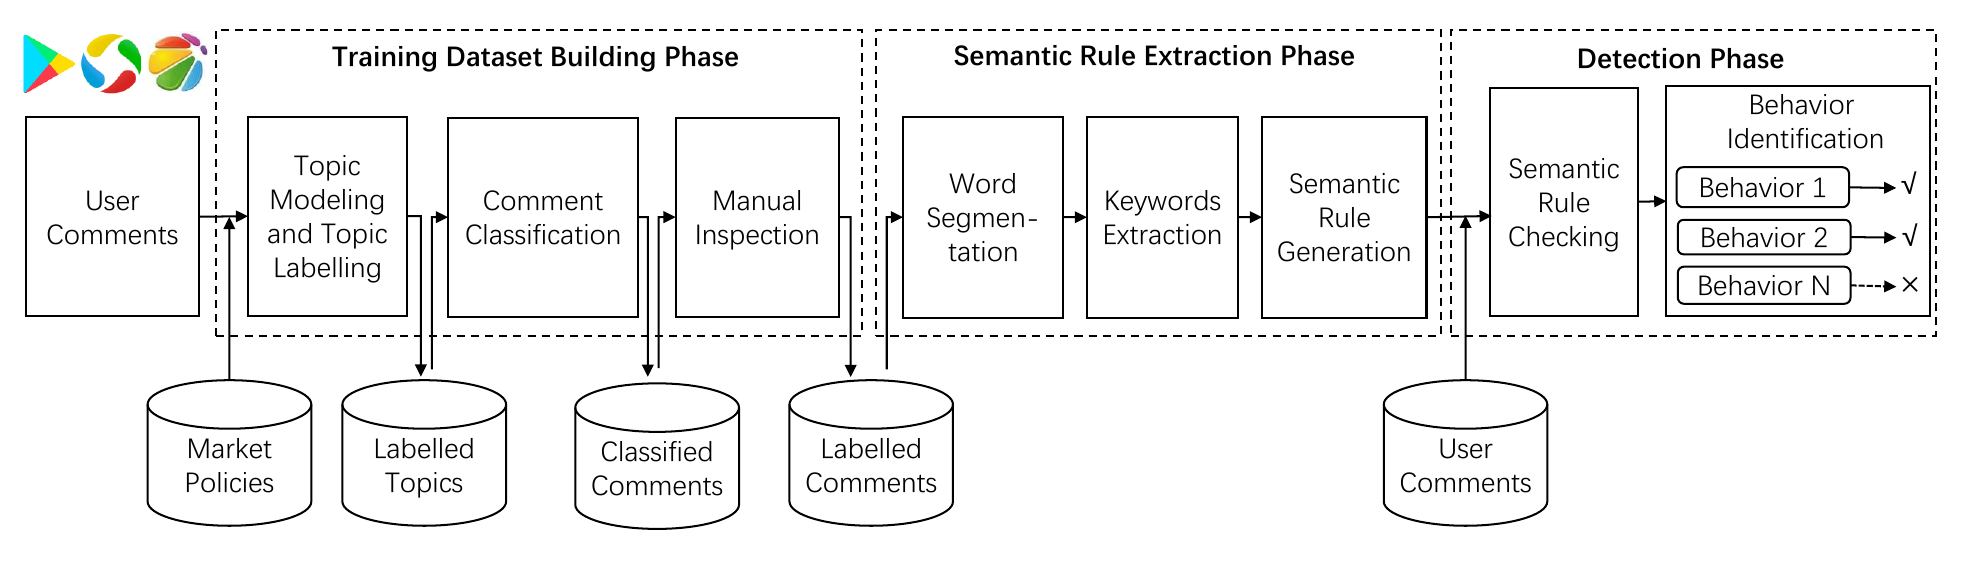 Training Dataset Building Phase
Semantic Rule Extraction Phase
Detection Phase
User
Comments
Topic
Modeling
and Topic
Labelling
Comment
Classification
Manual
Inspection
Word
Segmen-
tation
Keywords
Extraction
Semantic
Rule
Generation
Semantic
Rule
Checking
Behavior
Identification
Behavior 1 √
Behavior 2 √
Behavior N ×
Market
Policies
Labelled
Topics
Classified
Comments
Labelled
Comments
User
Comments